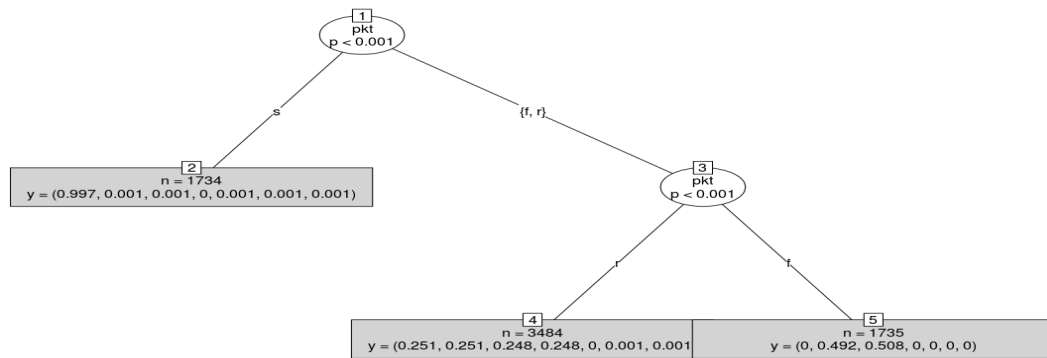 1
pkt
p < 0.001
s
{f, r}
2
n = 1734
y = (0.997, 0.001, 0.001, 0, 0.001, 0.001, 0.001)
3
pkt
p < 0.001
r
f
4
n = 3484
y = (0.251, 0.251, 0.248, 0.248, 0, 0.001, 0.001
5
n = 1735
y = (0, 0.492, 0.508, 0, 0, 0, 0)